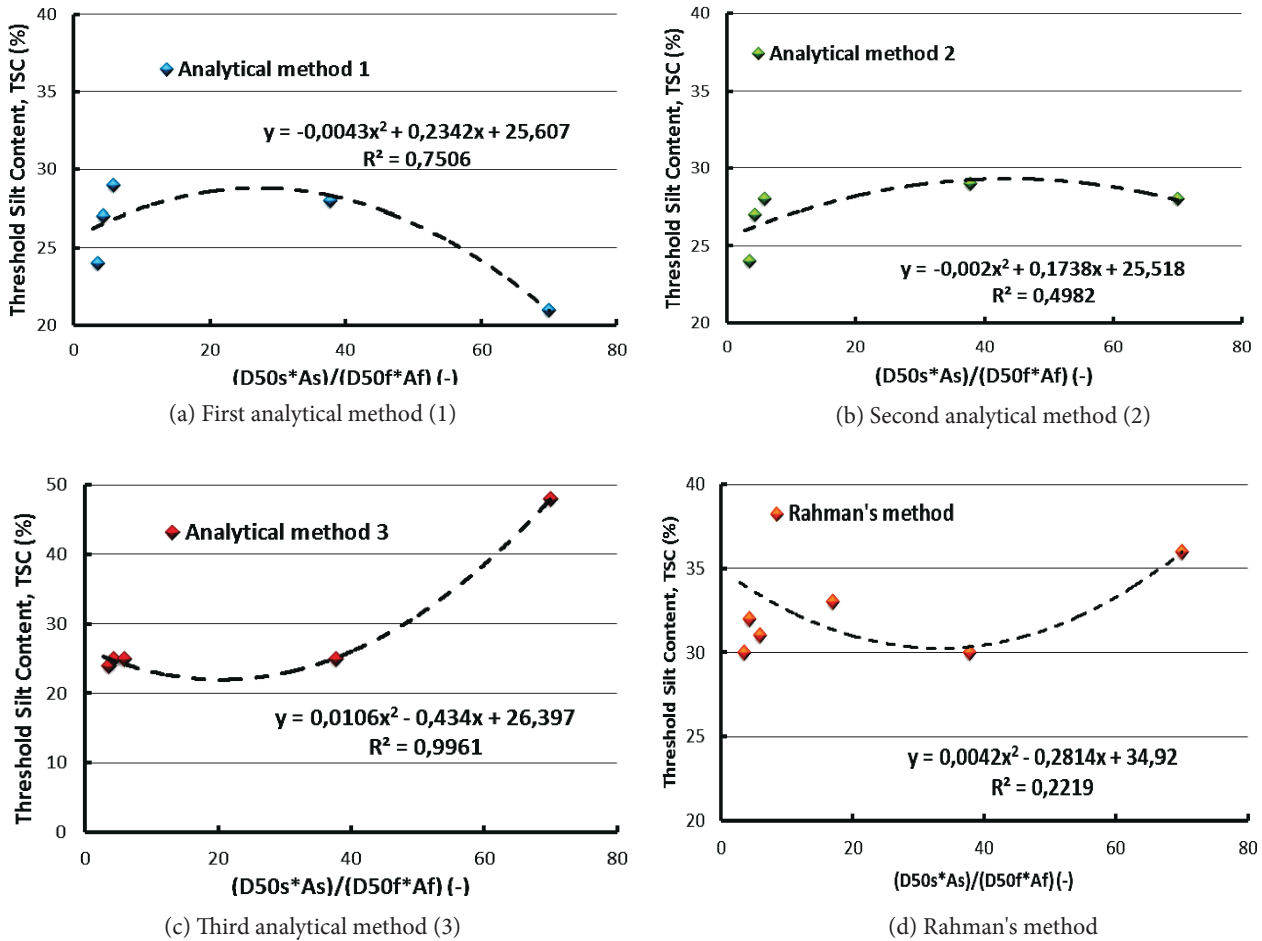 40
35
30
25
20
Threshold Silt Content, TSC (%)
Analytical method 1
y = -0,0043x² + 0,2342x + 25,607
R² = 0,7506
0 20 40 60 80
(D50s*As)/(D50f*Af) (-)
(a) First analytical method (1)
40
35
30
25
20
Threshold Silt Content, TSC (%)
Analytical method 2
y = -0,002x² + 0,1738x + 25,518
R² = 0,4982
0 20 40 60 80
(D50s*As)/(D50f*Af) (-)
(b) Second analytical method (2)
50
40
30
20
10
0
Threshold Silt Content, TSC (%)
Analytical method 3
y = 0,0106x² - 0,434x + 26,397
R² = 0,9961
0 20 40 60 80
(D50s*As)/(D50f*Af) (-)
(c) Third analytical method (3)
40
35
30
25
20
Threshold Silt Content, TSC (%)
Rahman's method
y = 0,0042x² - 0,2814x + 34,92
R² = 0,2219
0 20 40 60 80
(D50s*As)/(D50f*Af) (-)
(d) Rahman's method